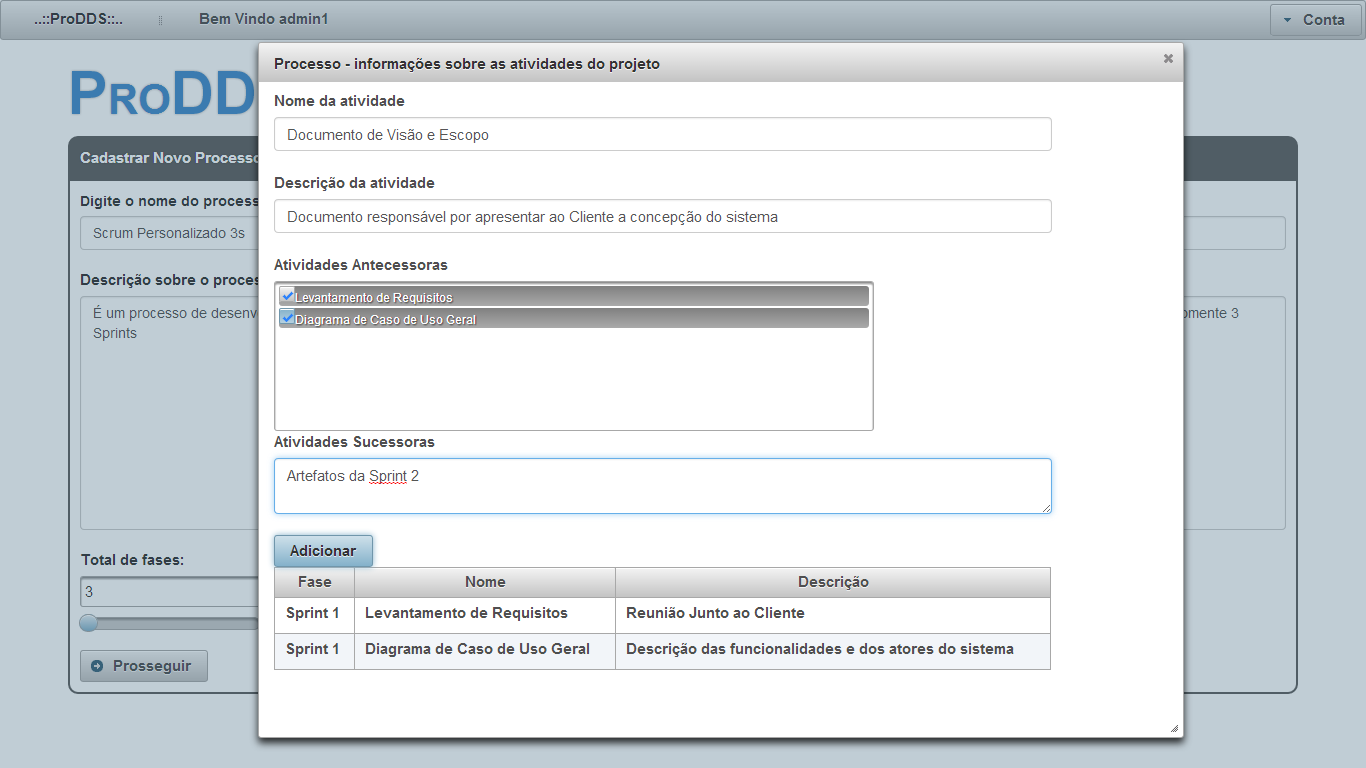 ..::ProDDS::..
Bem Vindo admin1
Conta
PRODD
Processo - informações sobre as atividades do projeto
Cadastrar Novo Processo
Digite o nome do process
Scrum Personalizado 3s
Descrição sobre o proces
É um processo de desenv
omente 3
Sprints
Total de fases:
3
Prosseguir
Nome da atividade
Documento de Visão e Escopo
Descrição da atividade
Documento responsável por apresentar ao Cliente a concepção do sistema
Atividades Antecessoras
Levantamento de Requisitos
Diagrama de Caso de Uso Geral
Atividades Sucessoras
Artefatos da Sprint 2
Adicionar
Fase Nome Descrição
Sprint 1 Levantamento de Requisitos Reunião Junto ao Cliente
Sprint 1 Diagrama de Caso de Uso Geral Descrição das funcionalidades e dos atores do sistema